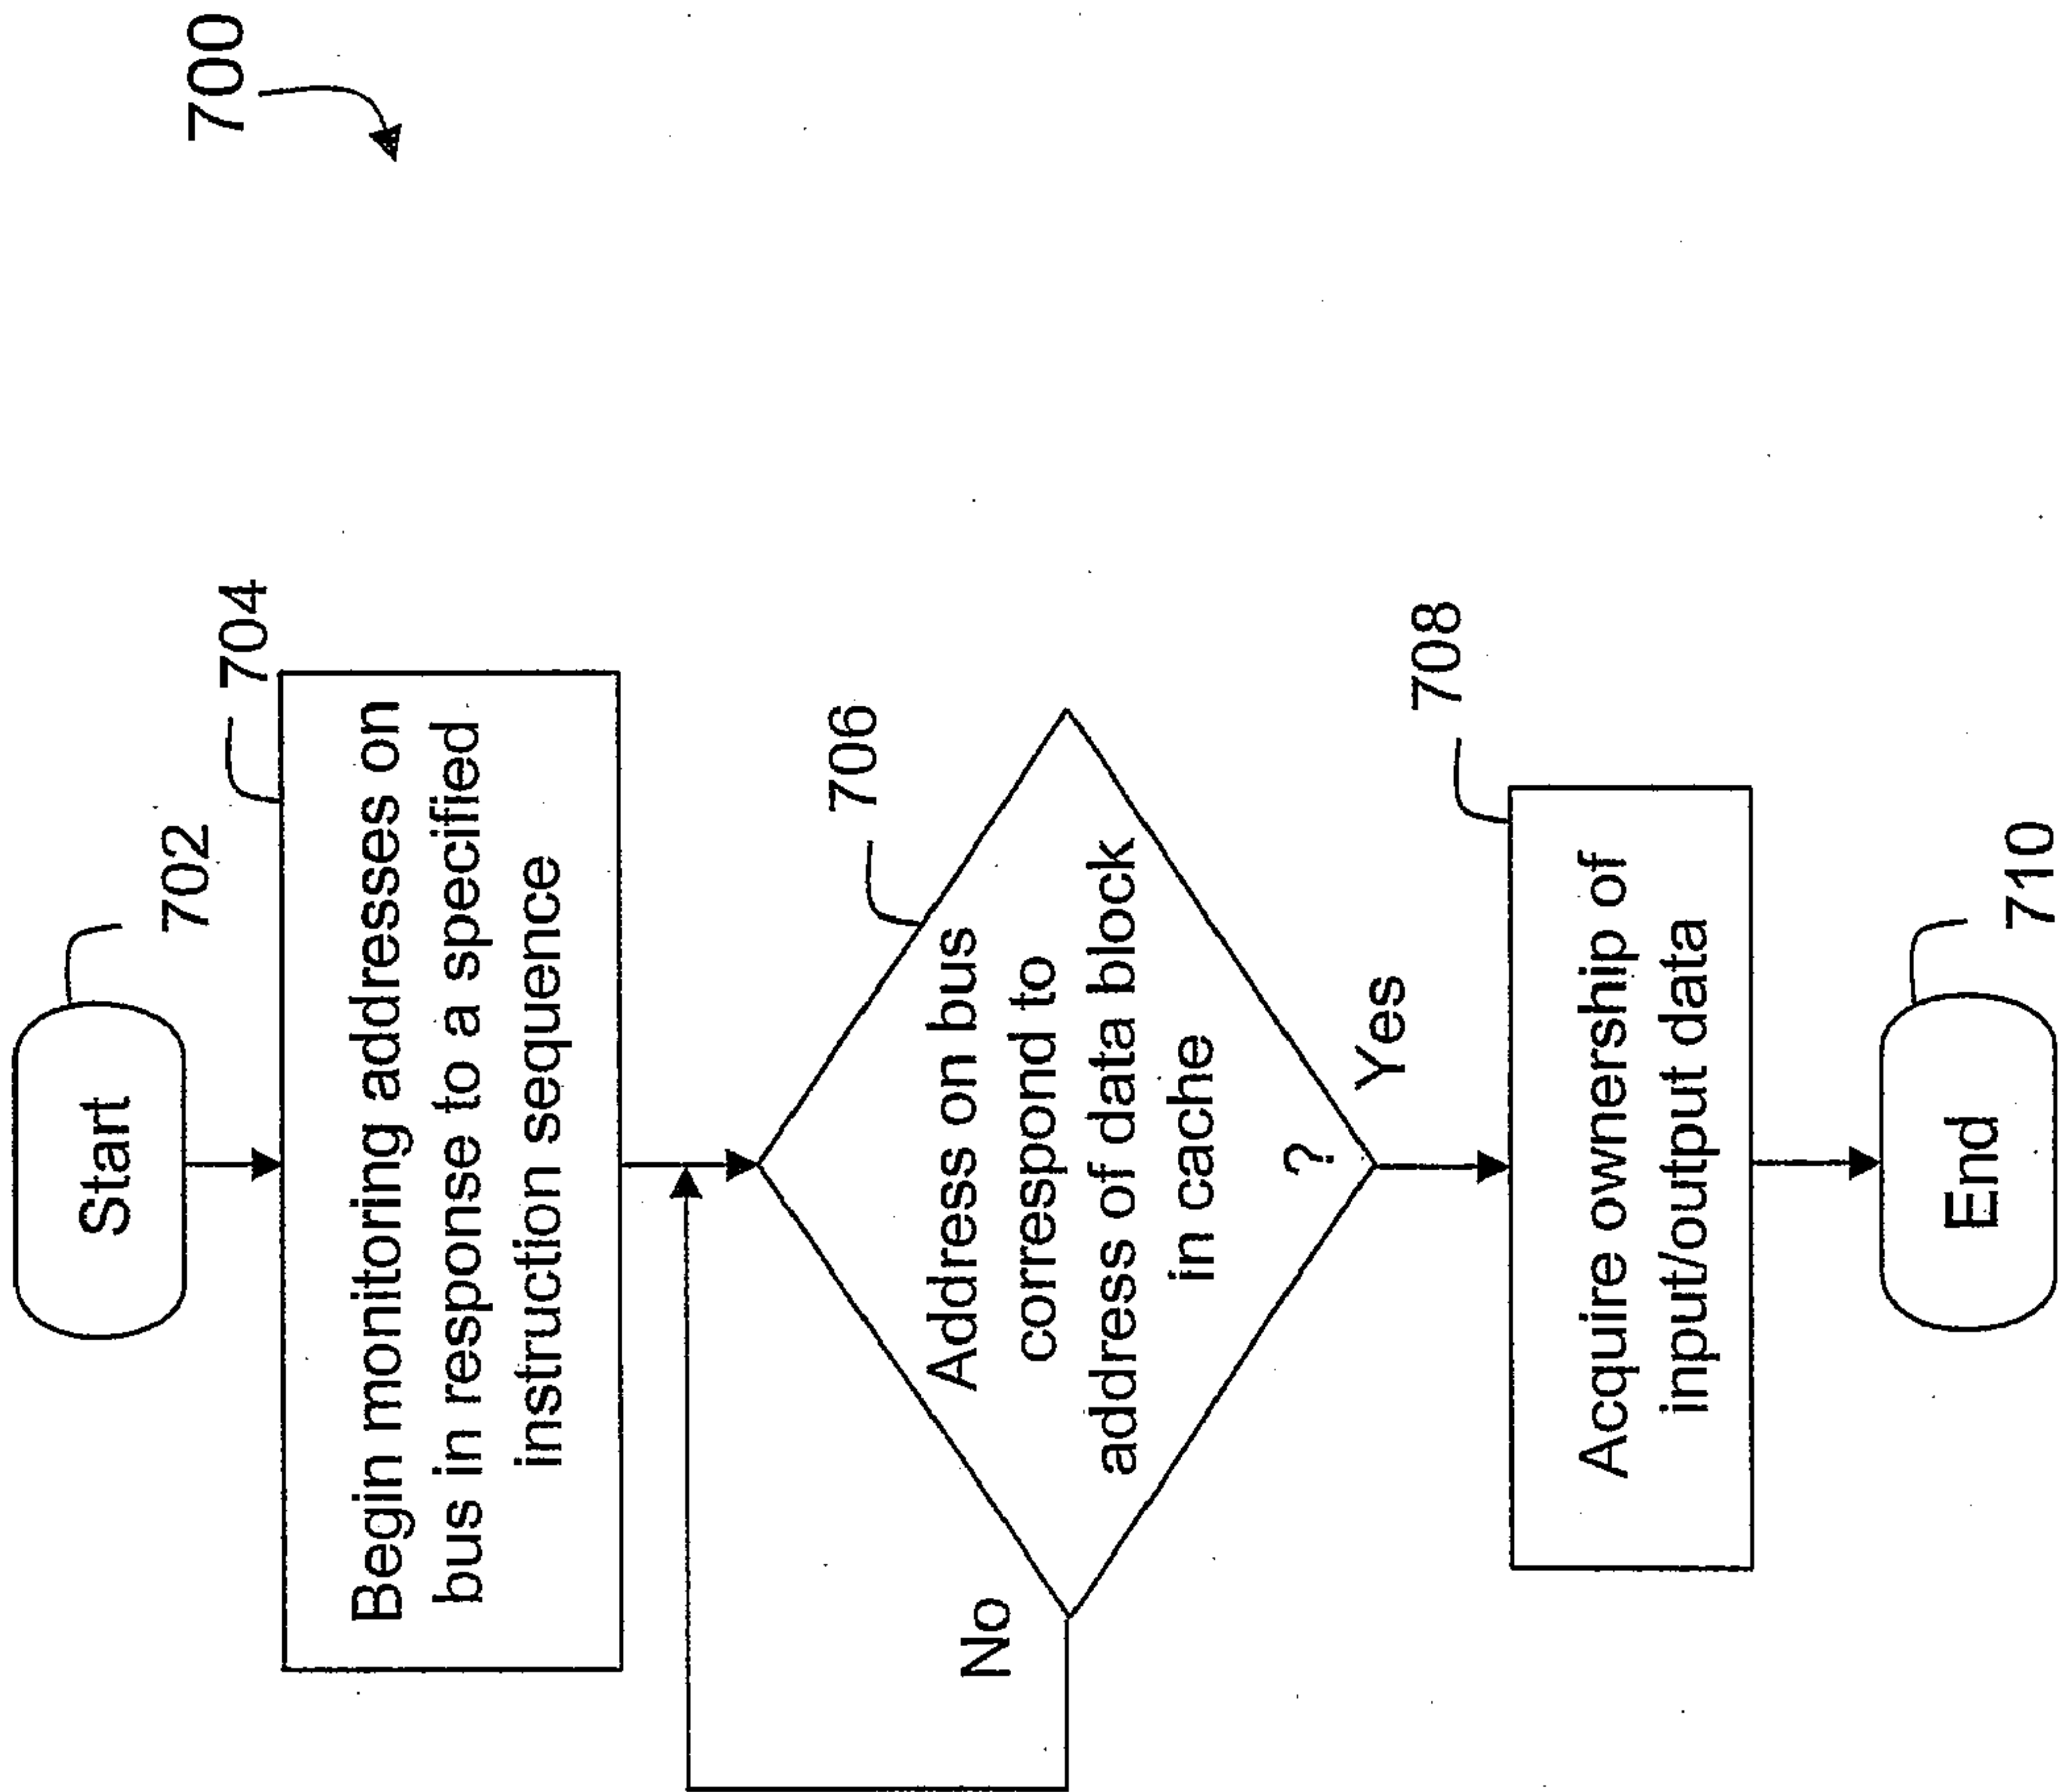 700
Start
702
704
Begin monitoring addresses on
bus in response to a specified
instruction sequence
706
Address on bus
correspond to
address of data block
in cache
?
No
Yes
708
Acquire ownership of
input/output data
End
710